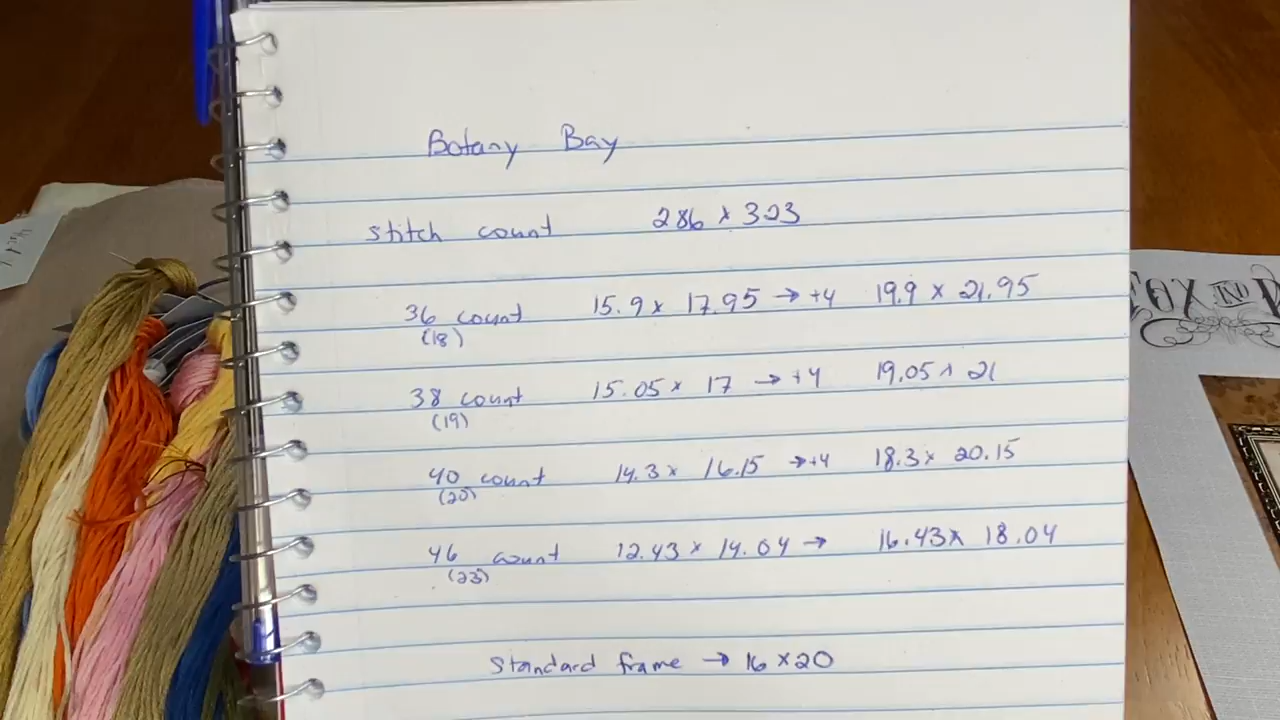 Botany Bay
stitch count 286 x 323
36 count 15.9 x 17.95 → +4 19.9 x 21.95
(18)
38 count 15.05 x 17 → +4 19.05 x 21
(19)
40 count 14.3 x 16.15 → +4 18.3 x 20.15
(20)
46 count 12.43 x 14.04 → 16.43 x 18.04
(23)
Standard frame → 16 x 20
FOX AND